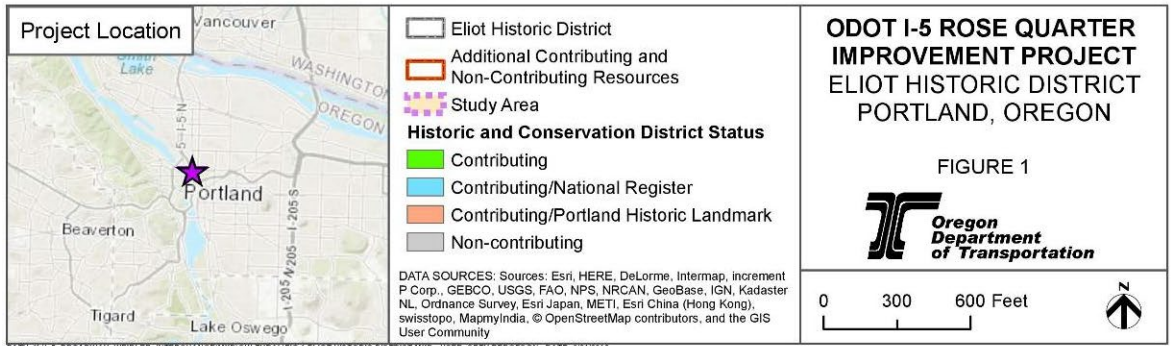 Project Location
Vancouver
Smith
Lake
WASHINGTON
OREGON
5—I-5 N
Portland
Beaverton
I-205 N
205—I-205 S
Tigard
Lake Oswego
Eliot Historic District
Additional Contributing and
Non-Contributing Resources
Study Area
Historic and Conservation District Status
Contributing
Contributing/National Register
Contributing/Portland Historic Landmark
Non-contributing
DATA SOURCES: Sources: Esri, HERE, DeLorme, Intermap, increment
P Corp., GEBCO, USGS, FAO, NPS, NRCAN, GeoBase, IGN, Kadaster
NL, Ordnance Survey, Esri Japan, METI, Esri China (Hong Kong),
swisstopo, MapmyIndia, © OpenStreetMap contributors, and the GIS
User Community
ODOT I-5 ROSE QUARTER
IMPROVEMENT PROJECT
ELIOT HISTORIC DISTRICT
PORTLAND, OREGON
FIGURE 1
Oregon
Department
of Transportation
0 300 600 Feet
N